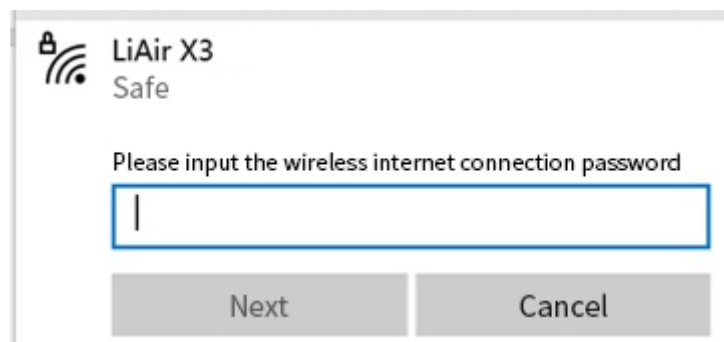 LiAir X3
Safe
Please input the wireless internet connection password
Next
Cancel